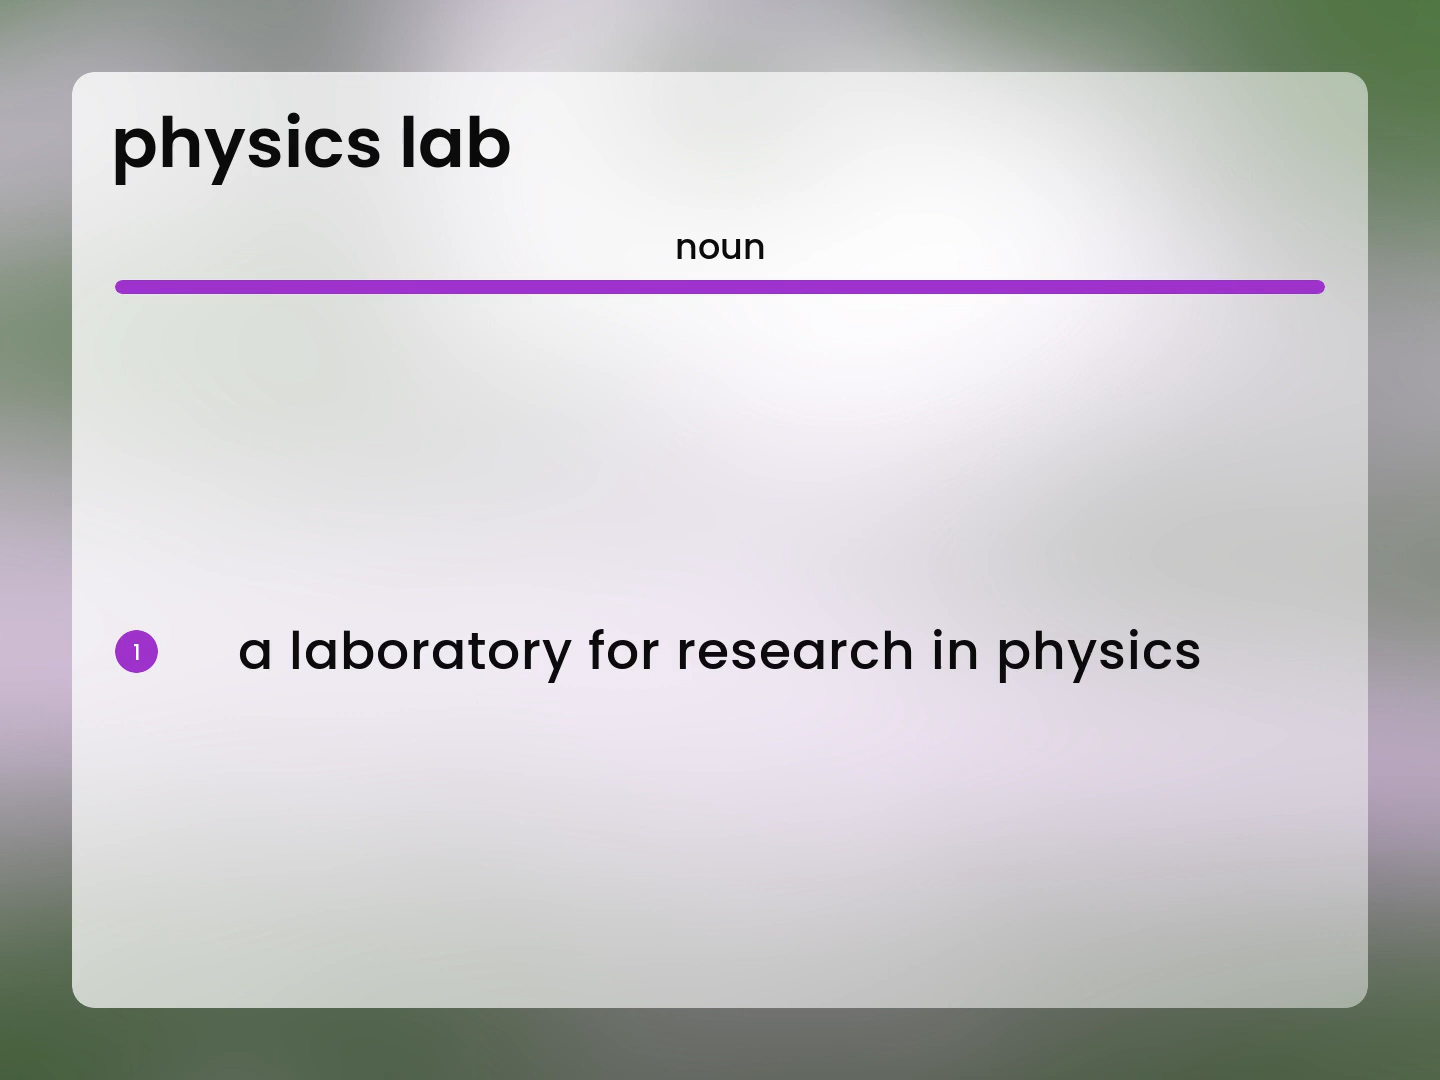 physics lab
noun
1 a laboratory for research in physics